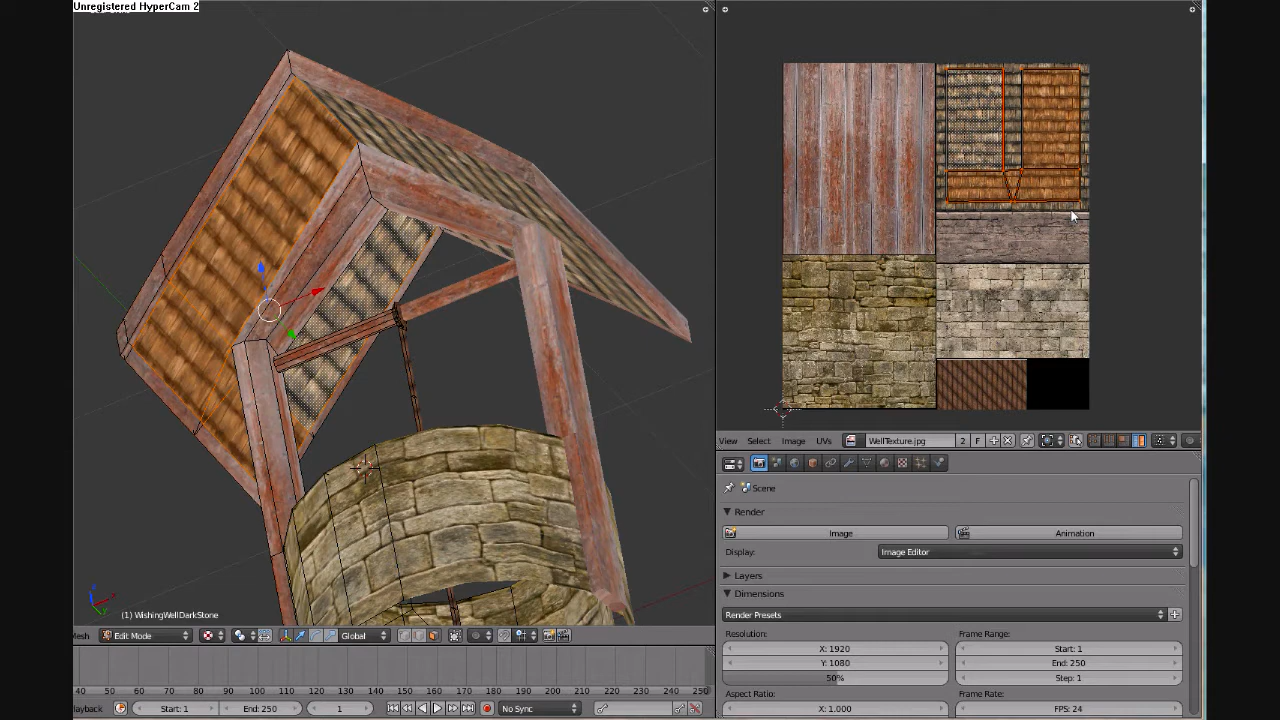 Unregistered HyperCam 2
(1) WishingWellDarkStone
Mesh Edit Mode Global
40 50 60 70 80 90 100 110 120 130 140 150 160 170 180 190 200 210 220 230 240 250
layback Start: 1 End: 250 1 No Sync
View Select Image UVs WellTexture.jpg 2 F
Scene
Render
Image Animation
Display: Image Editor
Layers
Dimensions
Render Presets
Resolution: Frame Range:
X: 1920 Start: 1
Y: 1080 End: 250
50% Step: 1
Aspect Ratio: Frame Rate:
X: 1.000 FPS: 24